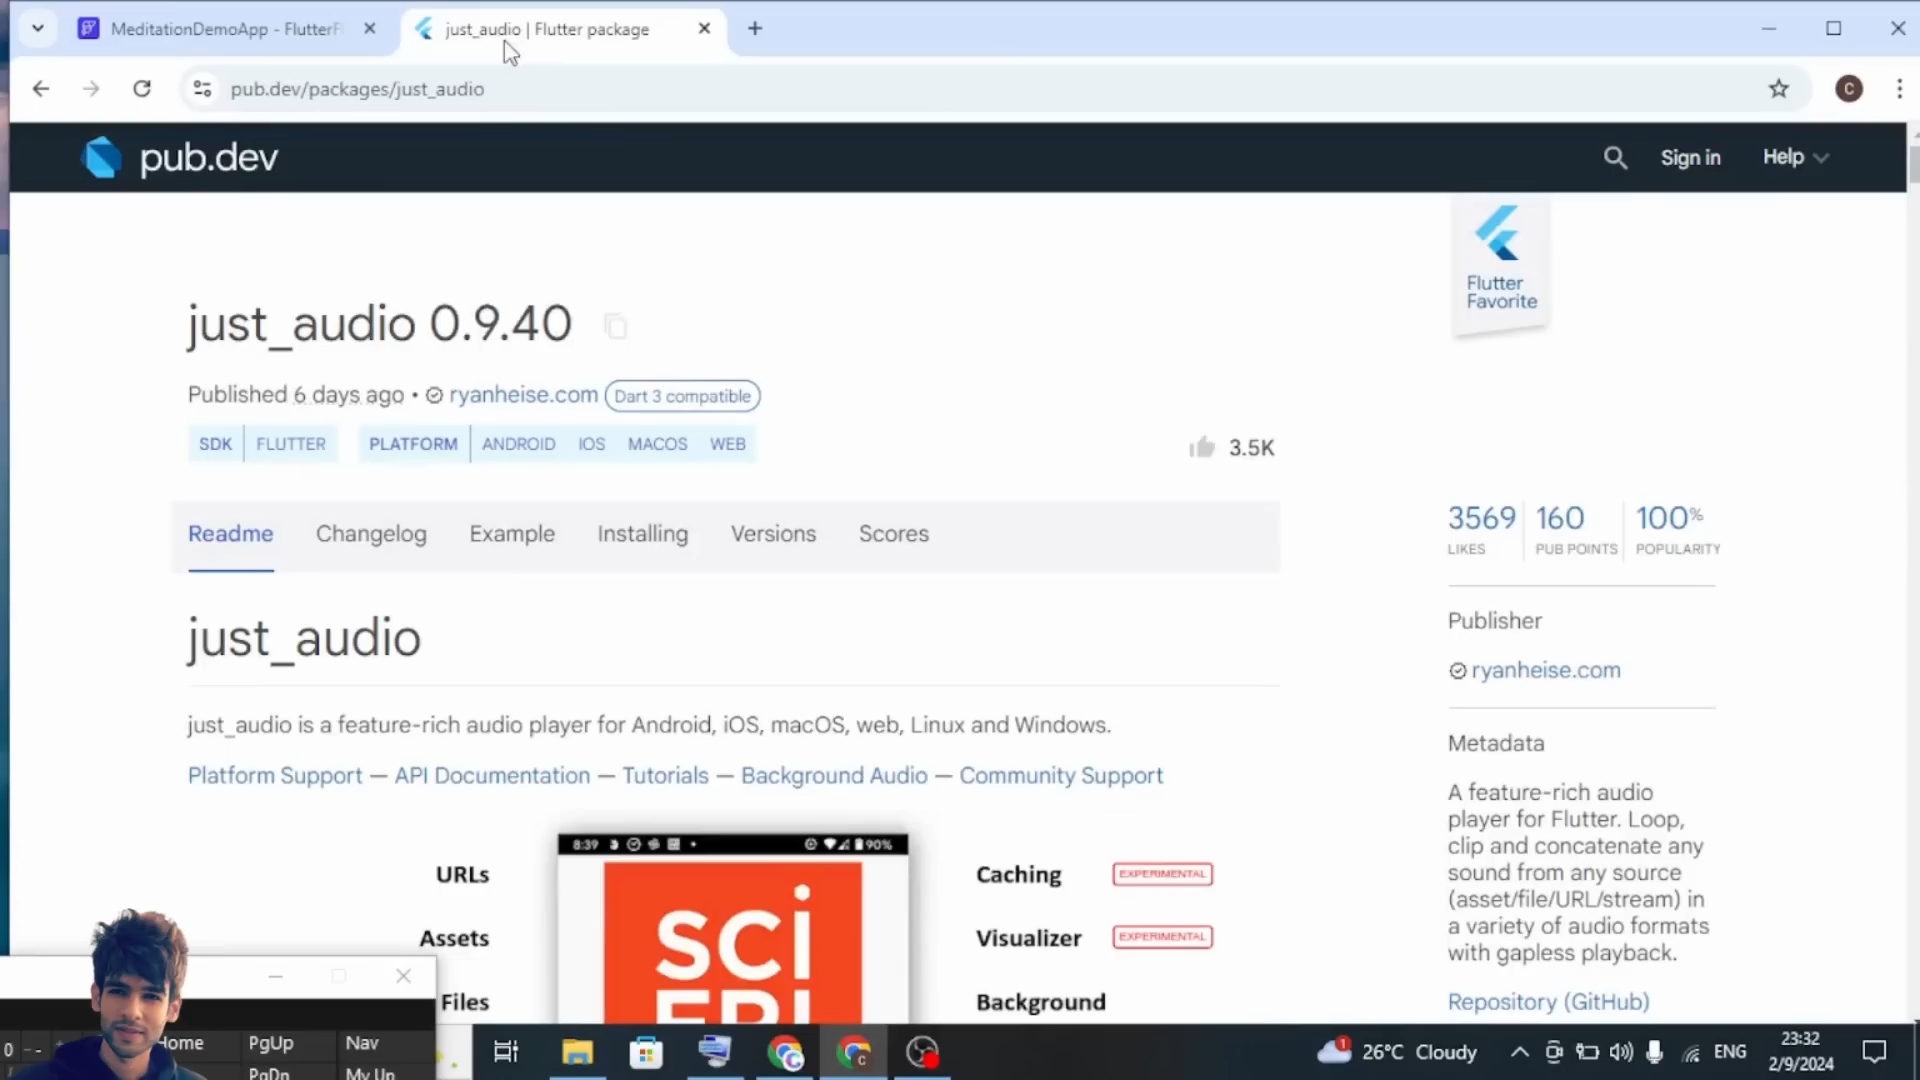 MeditationDemoApp - FlutterF
just_audio | Flutter package
pub.dev/packages/just_audio
C
pub.dev
Sign in
Help
Flutter
Favorite
just_audio 0.9.40
Published 6 days ago • ryanheise.com
Dart 3 compatible
SDK
FLUTTER
PLATFORM
ANDROID
IOS
MACOS
WEB
3.5K
Readme
Changelog
Example
Installing
Versions
Scores
3569
LIKES
160
PUB POINTS
100%
POPULARITY
just_audio
Publisher
ryanheise.com
just_audio is a feature-rich audio player for Android, iOS, macOS, web, Linux and Windows.
Metadata
Platform Support — API Documentation — Tutorials — Background Audio — Community Support
A feature-rich audio
player for Flutter. Loop,
clip and concatenate any
sound from any source
(asset/file/URL/stream) in
a variety of audio formats
with gapless playback.
8:39
90%
URLs
Caching
EXPERIMENTAL
SCI
Assets
Visualizer
EXPERIMENTAL
Files
Background
Repository (GitHub)
0
Home
PgUp
Nav
PgDn
My Up
1
26°C Cloudy
ENG
23:32
2/9/2024